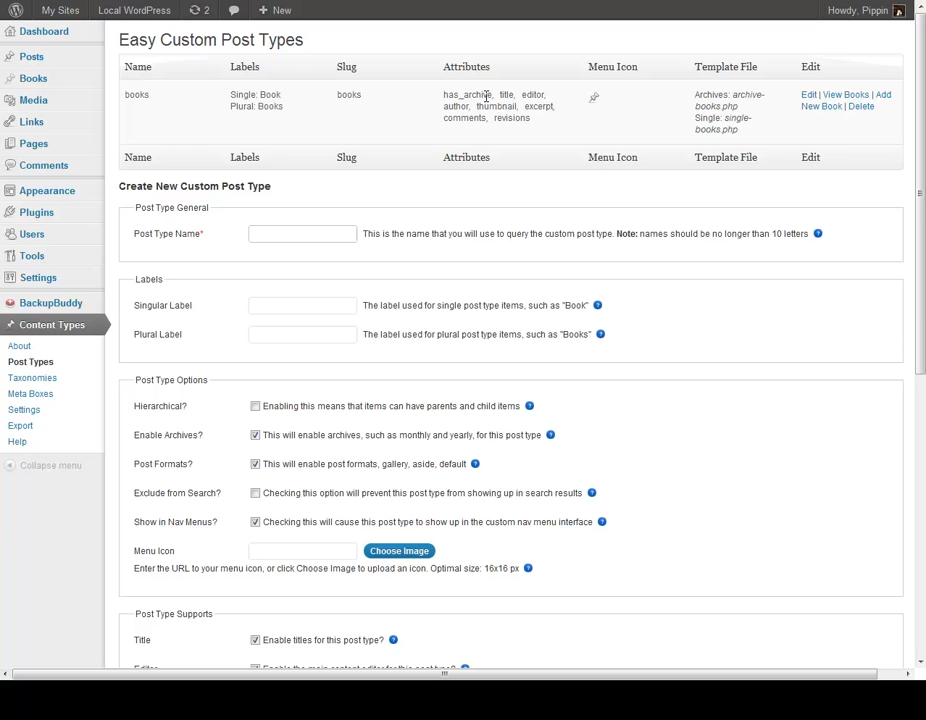 My Sites Local WordPress 2 New Howdy, Pippin
Dashboard
Posts
Books
Media
Links
Pages
Comments
Appearance
Plugins
Users
Tools
Settings
BackupBuddy
Content Types
About
Post Types
Taxonomies
Meta Boxes
Settings
Export
Help
Collapse menu
Easy Custom Post Types
Name Labels Slug Attributes Menu Icon Template File Edit
books Single: Book books has_archive, title, editor, Archives: archive- Edit | View Books | Add
Plural: Books author, thumbnail, excerpt, books.php New Book | Delete
comments, revisions Single: single-
books.php
Name Labels Slug Attributes Menu Icon Template File Edit
Create New Custom Post Type
Post Type General
Post Type Name* This is the name that you will use to query the custom post type. Note: names should be no longer than 10 letters ?
Labels
Singular Label The label used for single post type items, such as "Book" ?
Plural Label The label used for plural post type items, such as "Books" ?
Post Type Options
Hierarchical? Enabling this means that items can have parents and child items ?
Enable Archives? This will enable archives, such as monthly and yearly, for this post type ?
Post Formats? This will enable post formats, gallery, aside, default ?
Exclude from Search? Checking this option will prevent this post type from showing up in search results ?
Show in Nav Menus? Checking this will cause this post type to show up in the custom nav menu interface ?
Menu Icon Choose Image
Enter the URL to your menu icon, or click Choose Image to upload an icon. Optimal size: 16x16 px ?
Post Type Supports
Title Enable titles for this post type? ?
Editor Enable the main content editor for this post type? ?